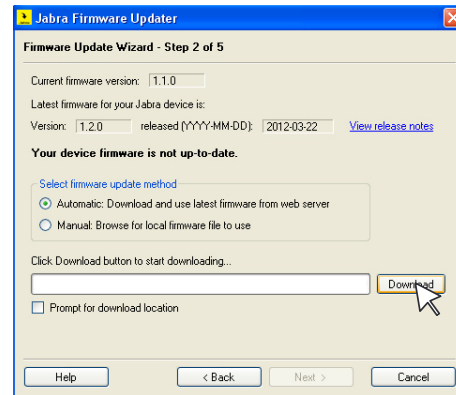 Jabra Firmware Updater
Firmware Update Wizard - Step 2 of 5
Current firmware version: 1.1.0
Latest firmware for your Jabra device is:
Version: 1.2.0 released (YYYY-MM-DD): 2012-03-22 View release notes
Your device firmware is not up-to-date.
Select firmware update method
Automatic: Download and use latest firmware from web server
Manual: Browse for local firmware file to use
Click Download button to start downloading...
Download
Prompt for download location
Help < Back Next > Cancel